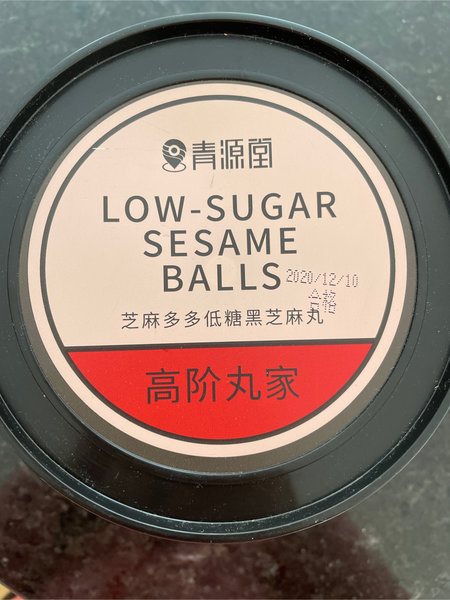 青源堂
LOW-SUGAR
SESAME
BALLS
2020/12/10
合格
芝麻多多低糖黑芝麻丸
高阶丸家